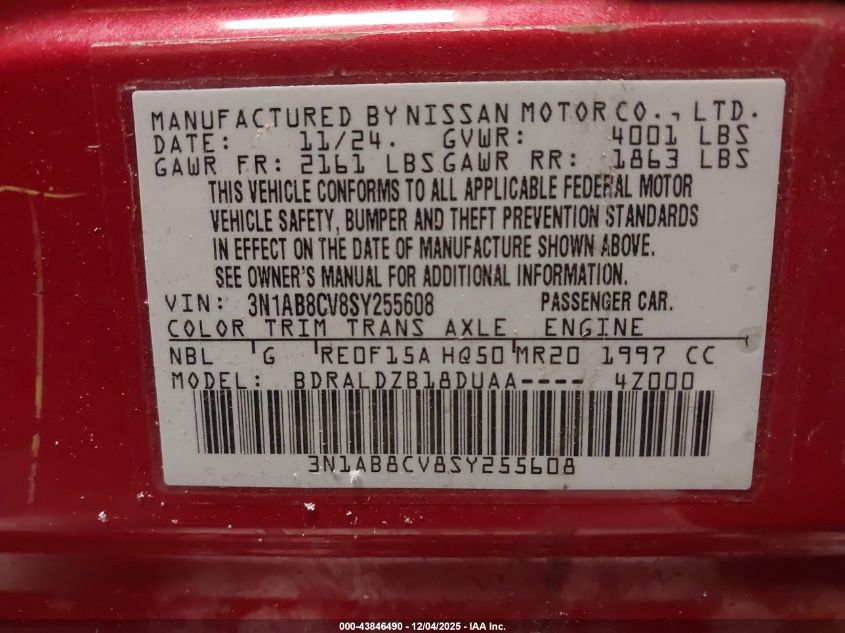 MANUFACTURED BY NISSAN MOTOR CO., LTD.
DATE: 11/24. GVWR: 4001 LBS
GAWR FR: 2161 LBS GAWR RR: 1863 LBS
THIS VEHICLE CONFORMS TO ALL APPLICABLE FEDERAL MOTOR
VEHICLE SAFETY, BUMPER AND THEFT PREVENTION STANDARDS
IN EFFECT ON THE DATE OF MANUFACTURE SHOWN ABOVE.
SEE OWNER'S MANUAL FOR ADDITIONAL INFORMATION.
VIN: 3N1AB8CV8SY255608 PASSENGER CAR.
COLOR TRIM TRANS AXLE ENGINE
NBL G RE0F15A HQ50 MR20 1997 CC
MODEL: BDRALDZB18DUAA---- 4Z000
3N1AB8CV8SY255608
000-43846490 - 12/04/2025 - IAA Inc.